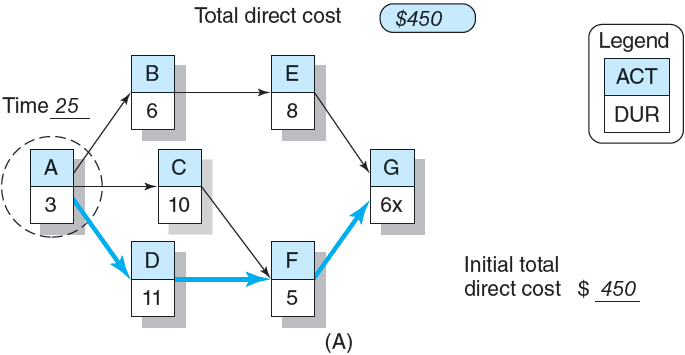 Total direct cost $450
Legend
ACT
DUR
Time 25
B
6
E
8
A
3
C
10
G
6x
D
11
F
5
Initial total
direct cost $ 450
(A)